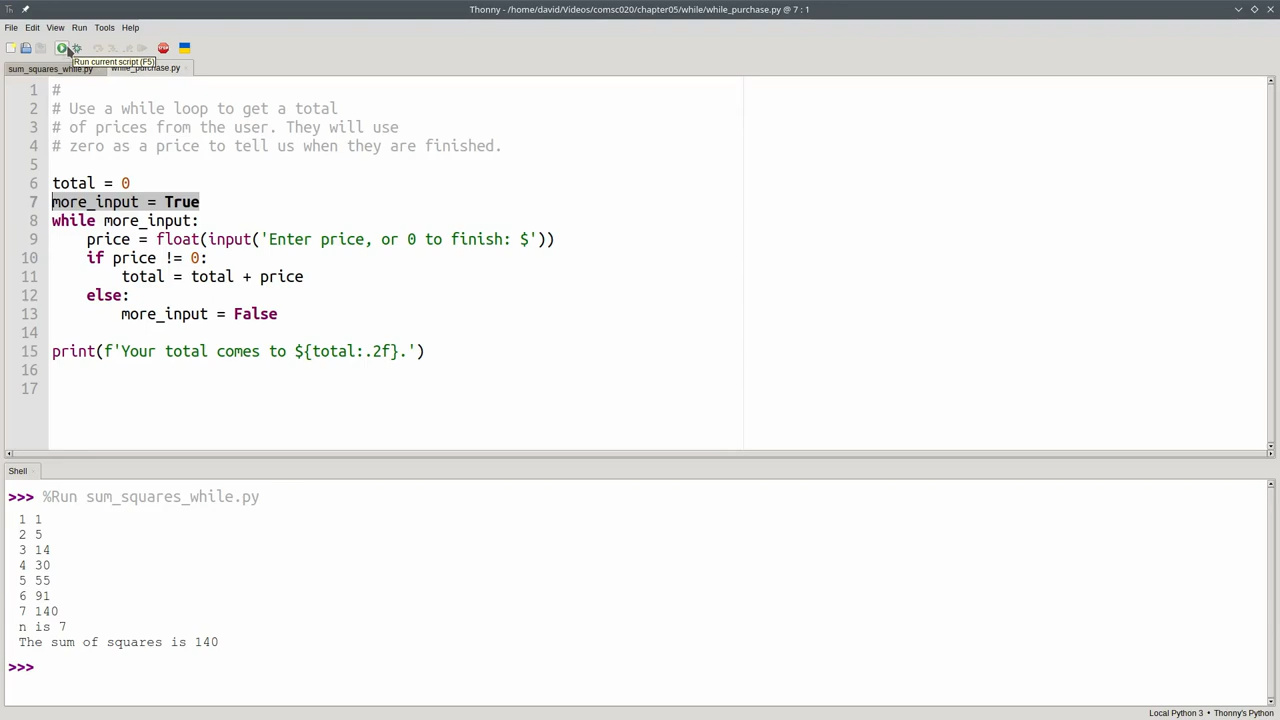 Thonny - /home/david/Videos/comsc020/chapter05/while/while_purchase.py @ 7 : 1
File Edit View Run Tools Help
Run current script (F5)
sum_squares_while.py while_purchase.py
1 #
2 # Use a while loop to get a total
3 # of prices from the user. They will use
4 # zero as a price to tell us when they are finished.
5
6 total = 0
7 more_input = True
8 while more_input:
9     price = float(input('Enter price, or 0 to finish: $'))
10     if price != 0:
11         total = total + price
12     else:
13         more_input = False
14
15 print(f'Your total comes to ${total:.2f}.')
16
17
Shell
>>> %Run sum_squares_while.py
1 1
2 5
3 14
4 30
5 55
6 91
7 140
n is 7
The sum of squares is 140
>>>
Local Python 3 • Thonny's Python